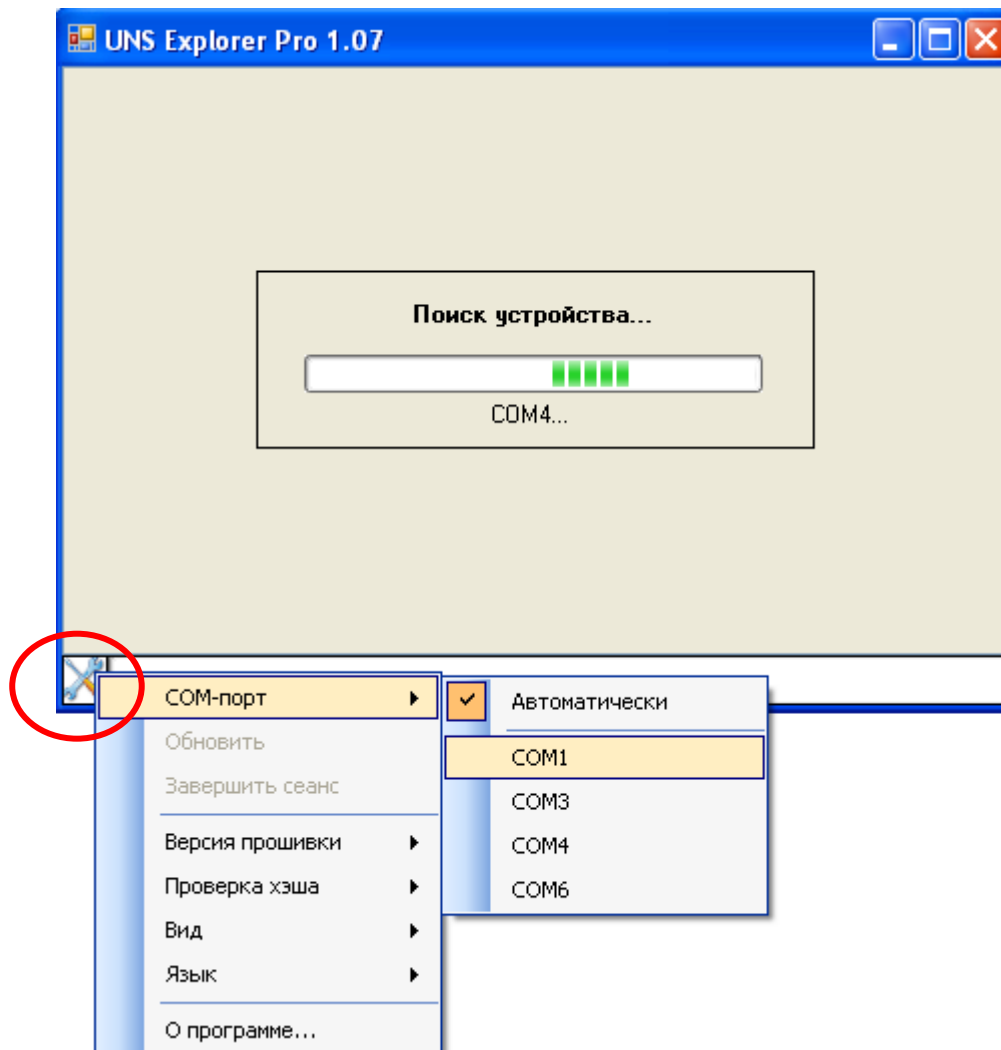 UNS Explorer Pro 1.07
Поиск устройства...
COM4...
COM-порт
Обновить
Завершить сеанс
Версия прошивки
Проверка хэша
Вид
Язык
О программе...
Автоматически
COM1
COM3
COM4
COM6